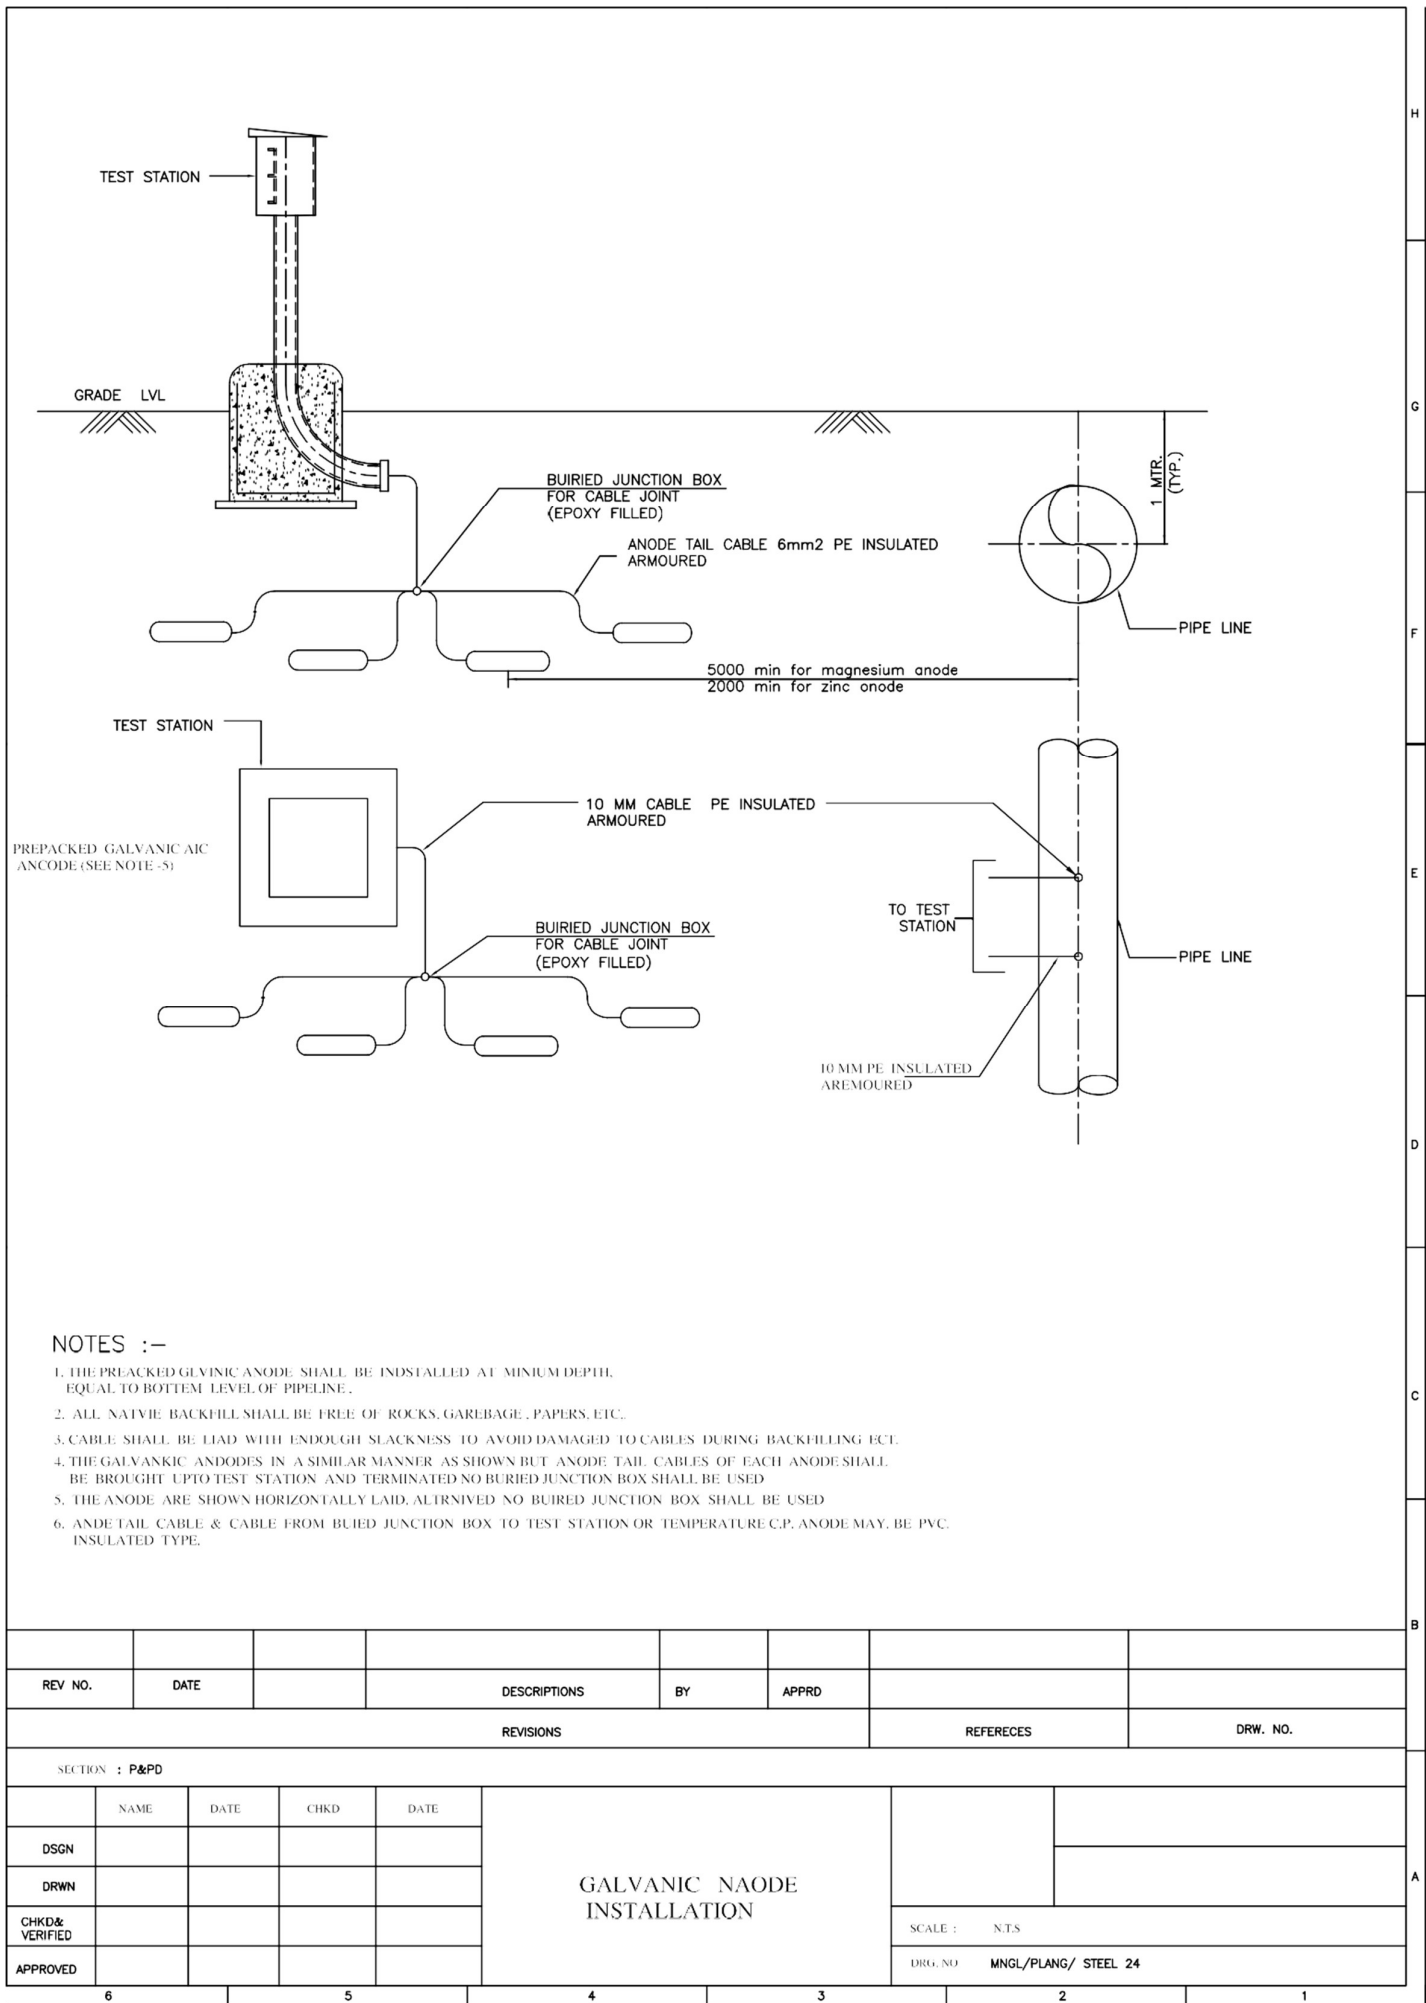 H
TEST STATION
GRADE LVL
G
1 MTR.
(TYP.)
BUIRIED JUNCTION BOX
FOR CABLE JOINT
(EPOXY FILLED)
ANODE TAIL CABLE 6mm2 PE INSULATED
ARMOURED
PIPE LINE
F
5000 min for magnesium anode
2000 min for zinc onode
TEST STATION
10 MM CABLE PE INSULATED
ARMOURED
PREPACKED GALVANIC AIC
ANCODE (SEE NOTE -5)
E
TO TEST
STATION
BUIRIED JUNCTION BOX
FOR CABLE JOINT
(EPOXY FILLED)
PIPE LINE
10 MM PE INSULATED
AREMOURED
D
NOTES :-
1. THE PREACKED GLVINIC ANODE SHALL BE INDSTALLED AT MINIUM DEPTH,
EQUAL TO BOTTEM LEVEL OF PIPELINE .
C
2. ALL NATVIE BACKFILL SHALL BE FREE OF ROCKS, GAREBAGE , PAPERS, ETC..
3. CABLE SHALL BE LIAD WITH ENDOUGH SLACKNESS TO AVOID DAMAGED TO CABLES DURING BACKFILLING ECT.
4. THE GALVANKIC ANDODES IN A SIMILAR MANNER AS SHOWN BUT ANODE TAIL CABLES OF EACH ANODE SHALL
BE BROUGHT UPTO TEST STATION AND TERMINATED NO BURIED JUNCTION BOX SHALL BE USED
5. THE ANODE ARE SHOWN HORIZONTALLY LAID, ALTRNIVED NO BUIRED JUNCTION BOX SHALL BE USED
6. ANDE TAIL CABLE & CABLE FROM BUIED JUNCTION BOX TO TEST STATION OR TEMPERATURE C.P. ANODE MAY, BE PVC.
INSULATED TYPE.
B
REV NO. DATE DESCRIPTIONS BY APPRD
REVISIONS REFERECES DRW. NO.
SECTION : P&PD
NAME DATE CHKD DATE
DSGN
DRWN
CHKD&
VERIFIED
APPROVED
GALVANIC NAODE
INSTALLATION
A
SCALE : N.T.S
DRG. NO MNGL/PLANG/ STEEL 24
6 5 4 3 2 1